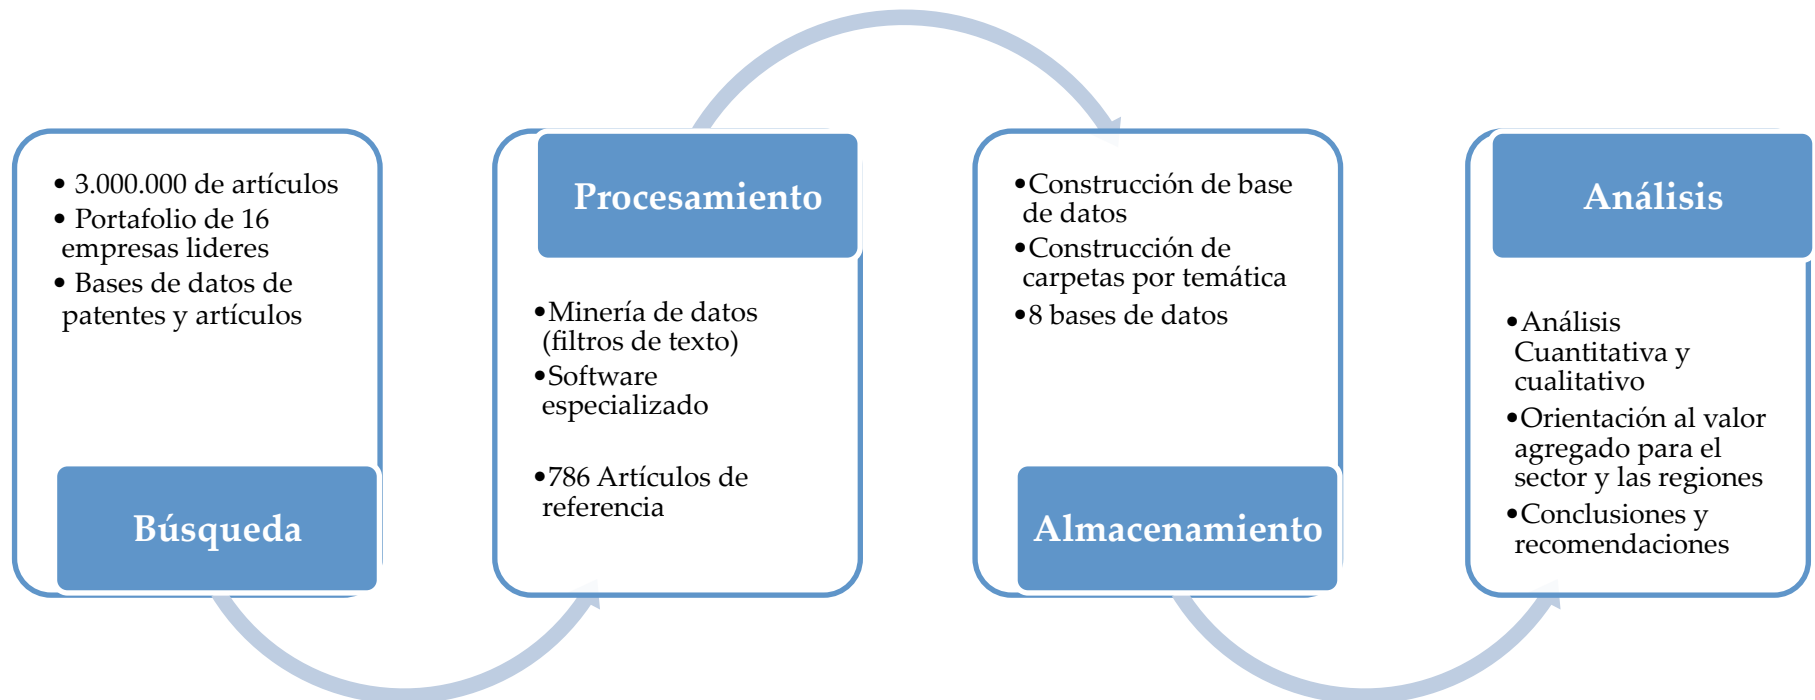 • 3.000.000 de artículos
• Portafolio de 16
empresas lideres
• Bases de datos de
patentes y artículos
Búsqueda
Procesamiento
•Minería de datos
(filtros de texto)
•Software
especializado
•786 Artículos de
referencia
•Construcción de base
de datos
•Construcción de
carpetas por temática
•8 bases de datos
Almacenamiento
Análisis
•Análisis
Cuantitativa y
cualitativo
•Orientación al valor
agregado para el
sector y las regiones
•Conclusiones y
recomendaciones